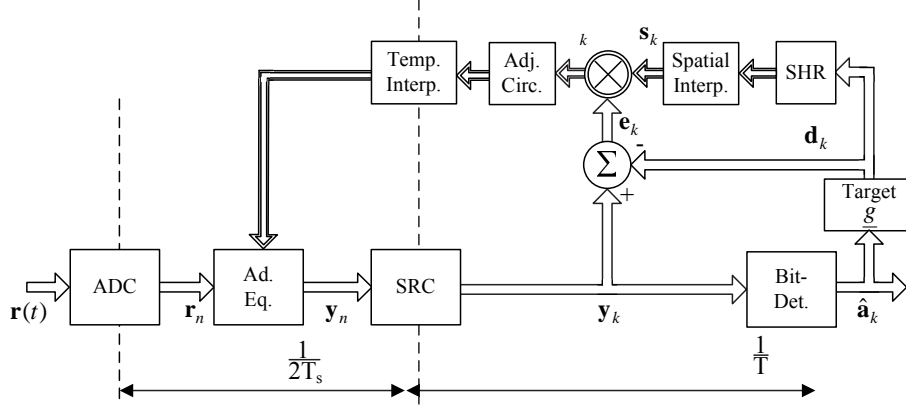 k
s_k
Temp.
Interp.
Adj.
Circ.
Spatial
Interp.
SHR
e_k
d_k
-
Σ
+
Target
g
ADC
Ad.
Eq.
SRC
Bit-
Det.
r(t)
r_n
y_n
y_k
â_k
1/2T_s
1/T